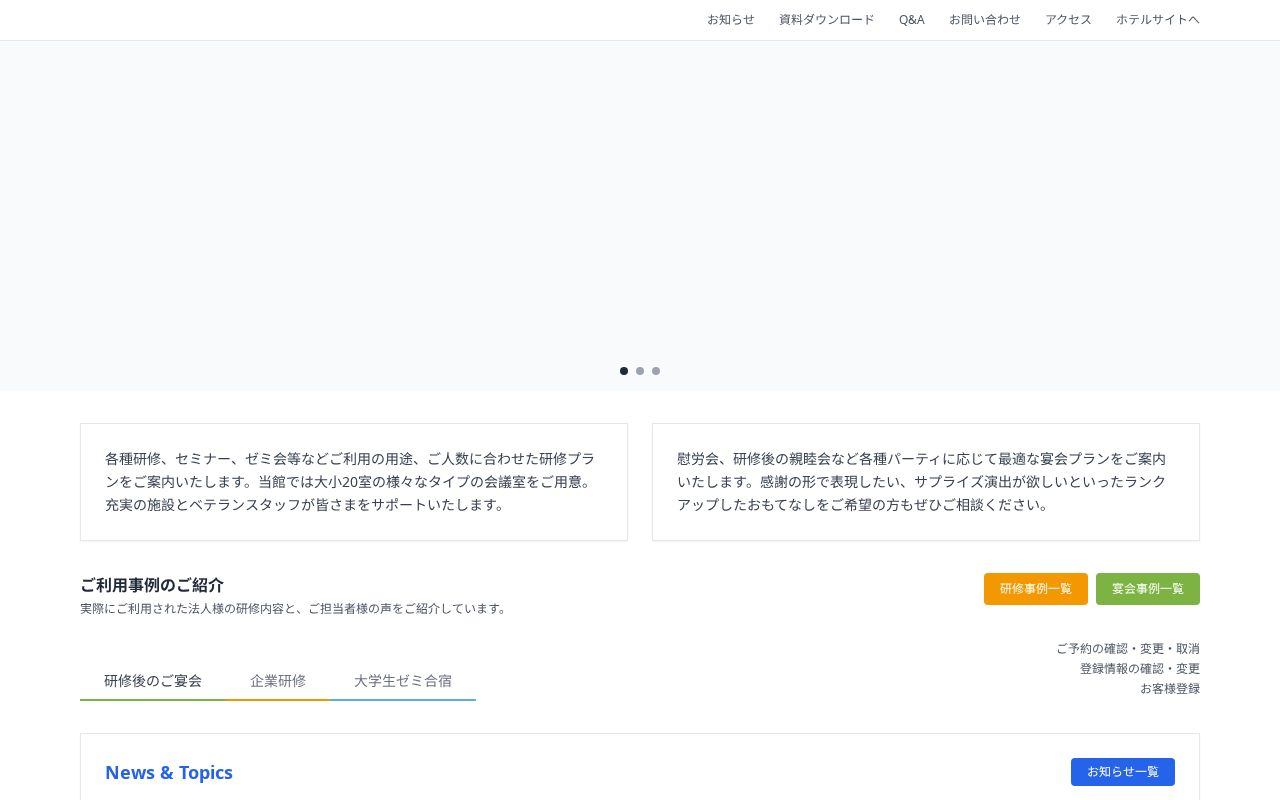 お知らせ 資料ダウンロード Q&A お問い合わせ アクセス ホテルサイトへ
各種研修、セミナー、ゼミ会等などご利用の用途、ご人数に合わせた研修プラ
ンをご案内いたします。当館では大小20室の様々なタイプの会議室をご用意。
充実の施設とベテランスタッフが皆さまをサポートいたします。
慰労会、研修後の親睦会など各種パーティに応じて最適な宴会プランをご案内
いたします。感謝の形で表現したい、サプライズ演出が欲しいといったランク
アップしたおもてなしをご希望の方もぜひご相談ください。
ご利用事例のご紹介
実際にご利用された法人様の研修内容と、ご担当者様の声をご紹介しています。
研修事例一覧 宴会事例一覧
ご予約の確認・変更・取消
登録情報の確認・変更
お客様登録
研修後のご宴会 企業研修 大学生ゼミ合宿
News & Topics
お知らせ一覧